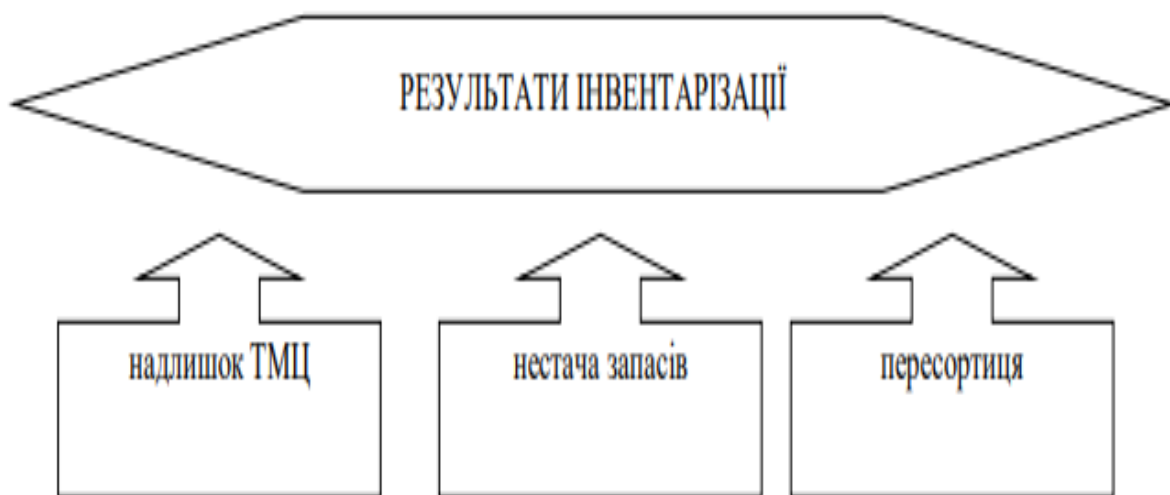 РЕЗУЛЬТАТИ ІНВЕНТАРІЗАЦІЇ
надлишок ТМЦ
нестача запасів
пересортиця